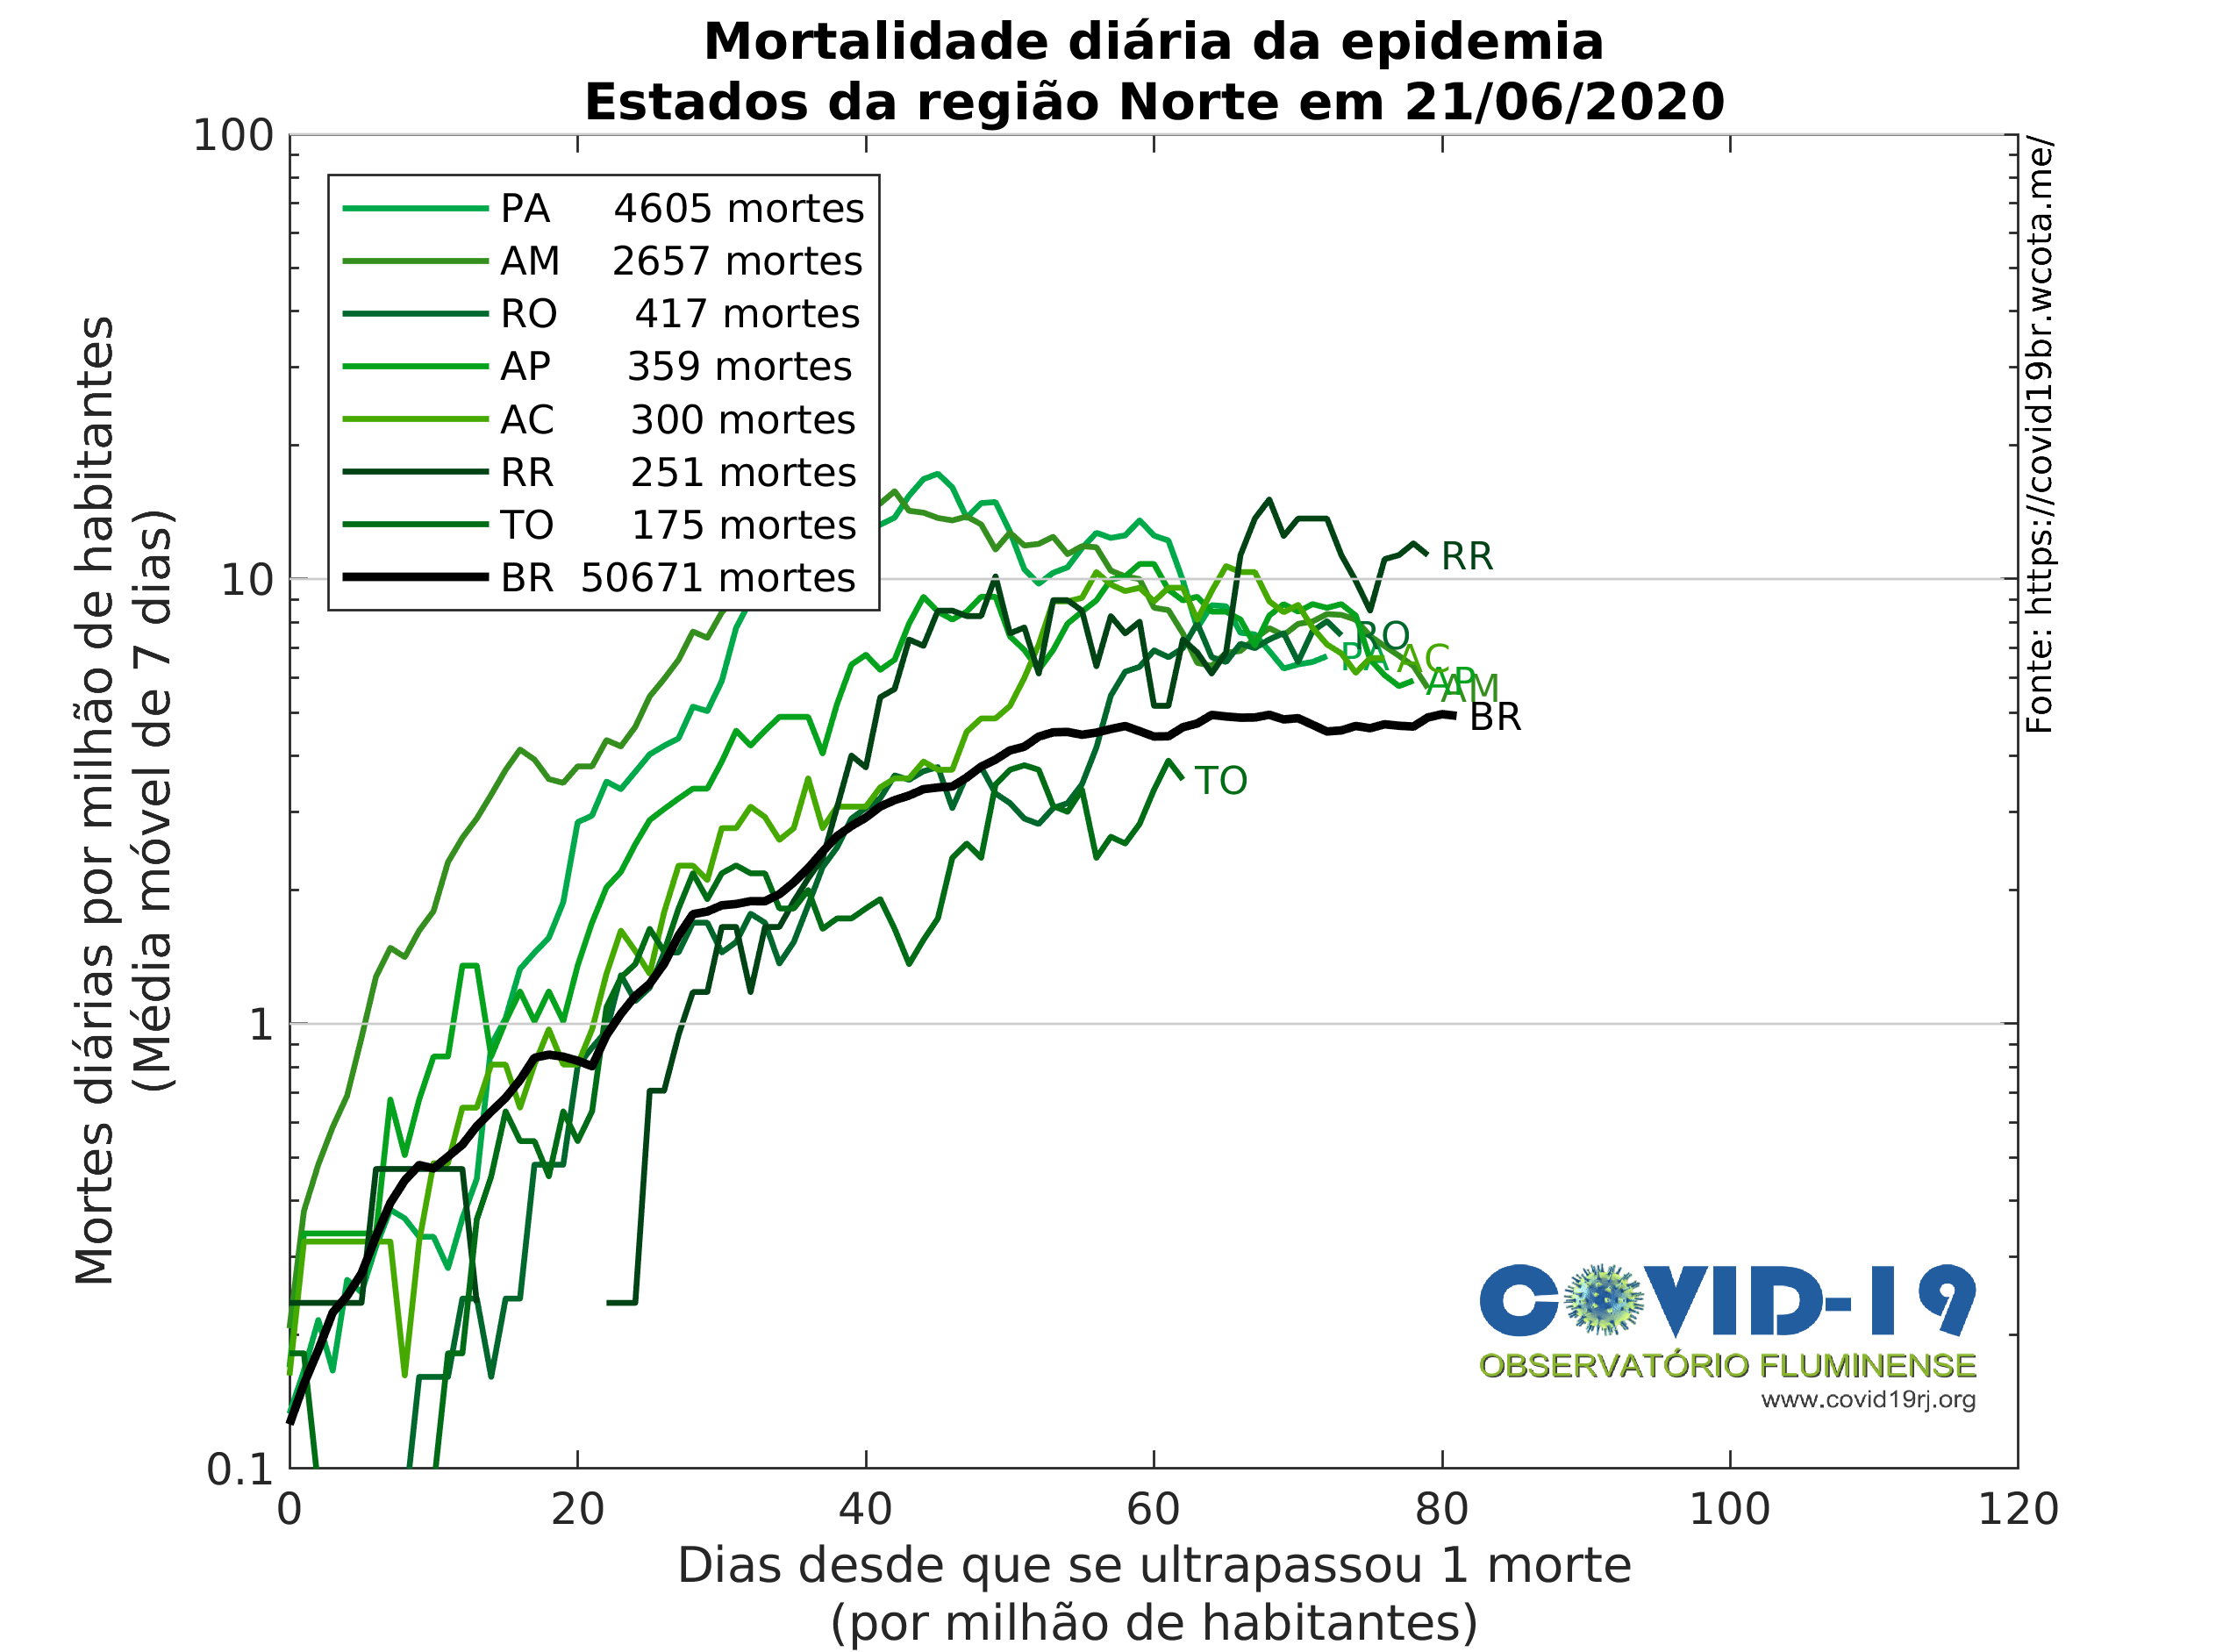 Mortalidade diária da epidemia
Estados da região Norte em 21/06/2020
100
10
1
0.1
Mortes diárias por milhão de habitantes
(Média móvel de 7 dias)
PA 4605 mortes
AM 2657 mortes
RO 417 mortes
AP 359 mortes
AC 300 mortes
RR 251 mortes
TO 175 mortes
BR 50671 mortes
RR
RO
PA
AC
AP
AM
BR
TO
Fonte: https://covid19br.wcota.me/
COVID-19
OBSERVATÓRIO FLUMINENSE
www.covid19rj.org
0 20 40 60 80 100 120
Dias desde que se ultrapassou 1 morte
(por milhão de habitantes)